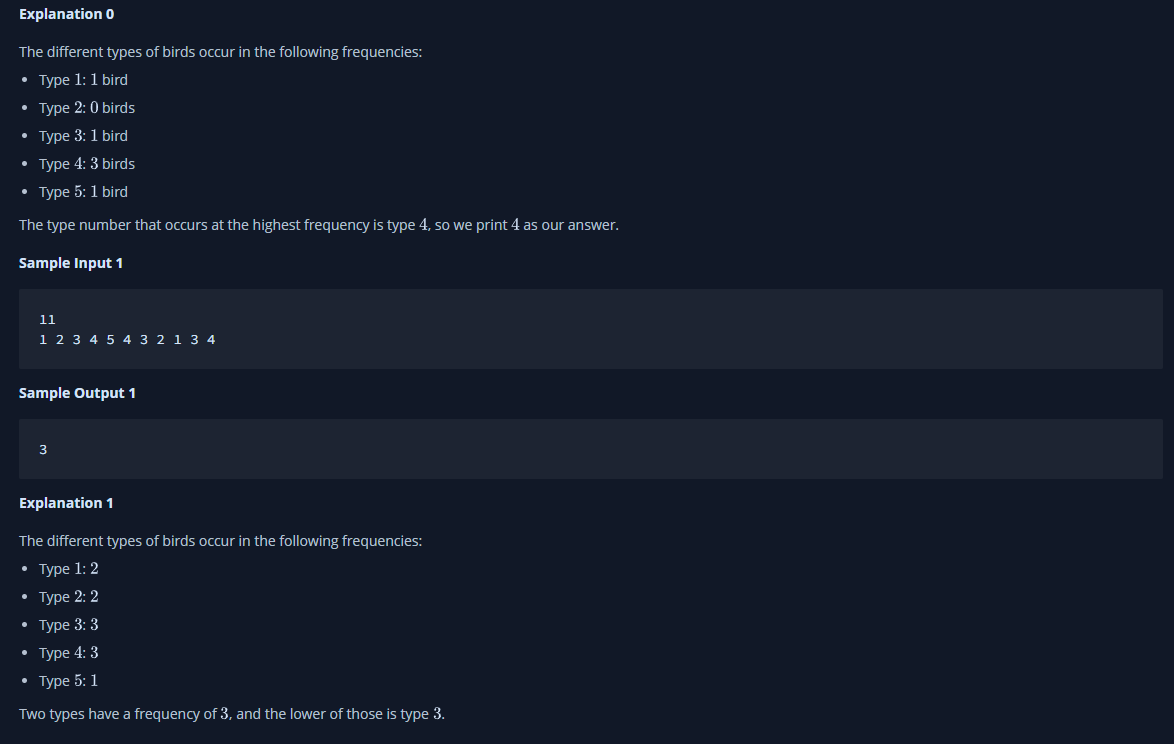 Explanation 0
The different types of birds occur in the following frequencies:
• Type 1: 1 bird
• Type 2: 0 birds
• Type 3: 1 bird
• Type 4: 3 birds
• Type 5: 1 bird
The type number that occurs at the highest frequency is type 4, so we print 4 as our answer.
Sample Input 1
11
1 2 3 4 5 4 3 2 1 3 4
Sample Output 1
3
Explanation 1
The different types of birds occur in the following frequencies:
• Type 1: 2
• Type 2: 2
• Type 3: 3
• Type 4: 3
• Type 5: 1
Two types have a frequency of 3, and the lower of those is type 3.